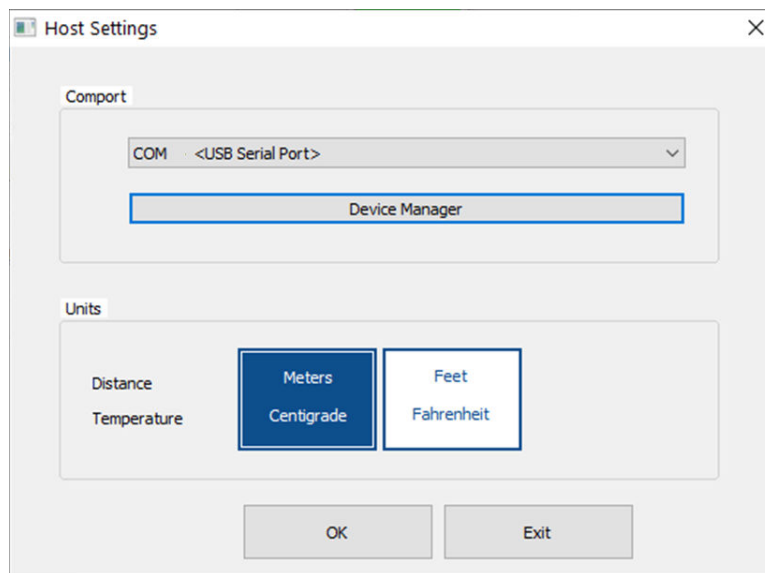 Host Settings
Comport
COM <USB Serial Port>
Device Manager
Units
Distance
Temperature
Meters
Centigrade
Feet
Fahrenheit
OK
Exit